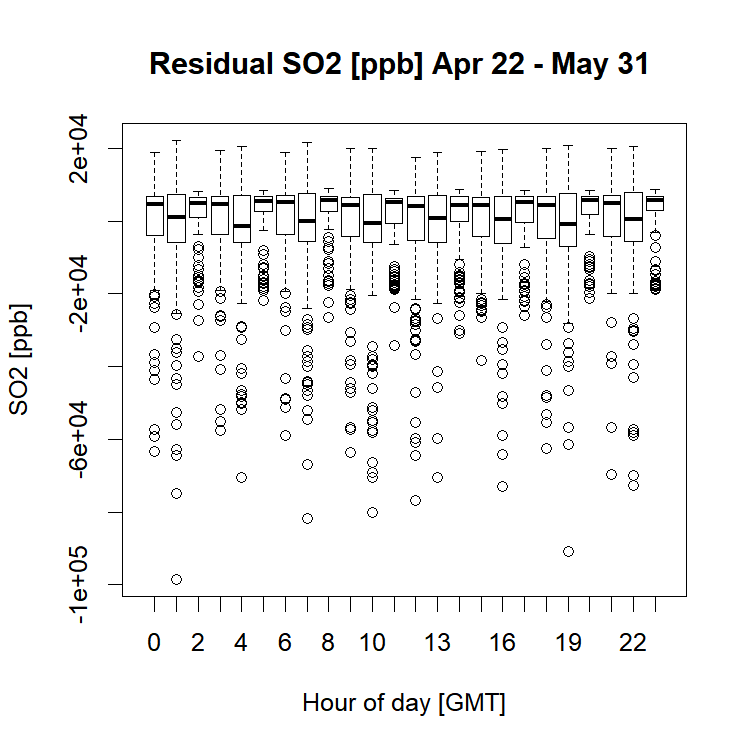 Residual SO2 [ppb] Apr 22 - May 31
2e+04
-2e+04
-6e+04
-1e+05
SO2 [ppb]
0 2 4 6 8 10 13 16 19 22
Hour of day [GMT]